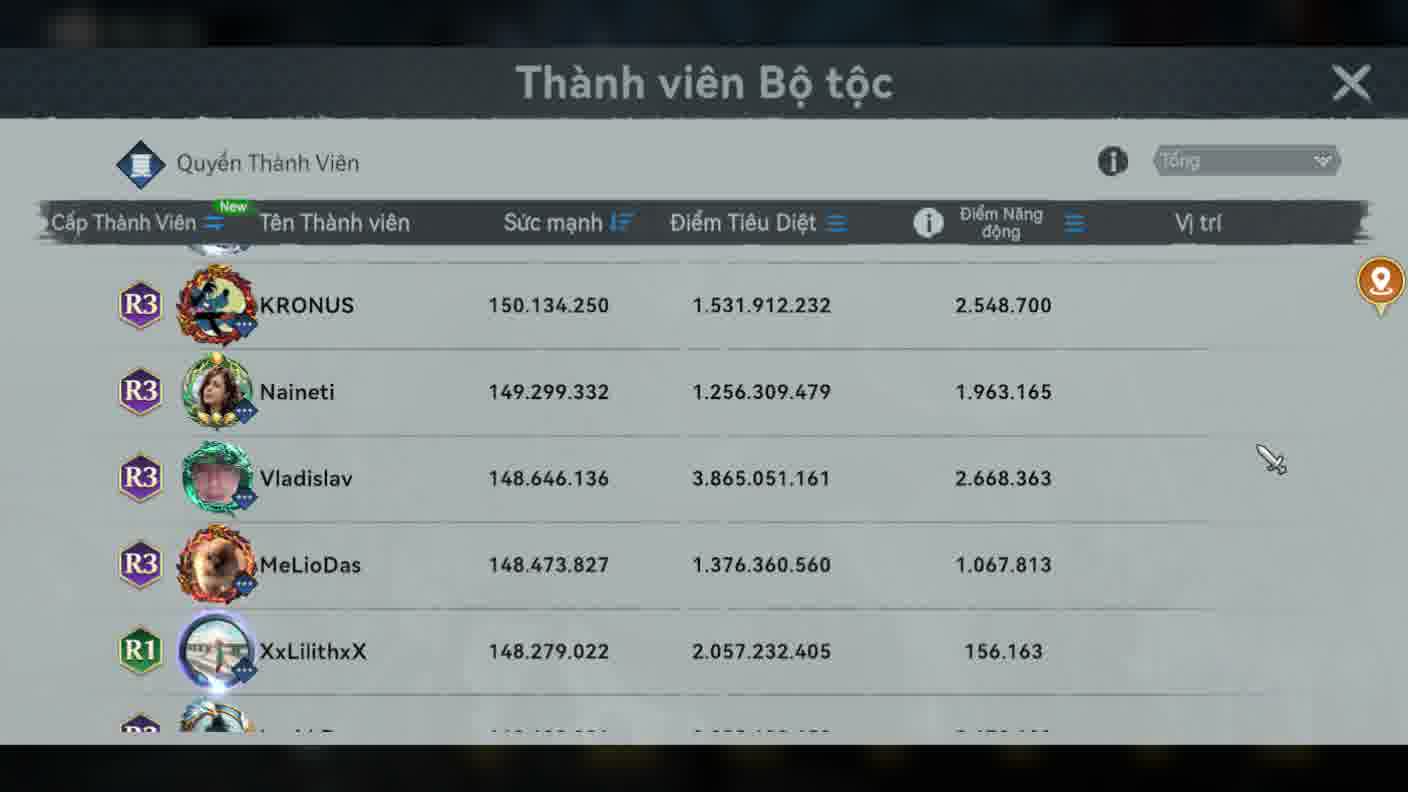 Thành viên Bộ tộc
Quyển Thành Viên
Tổng
Cấp Thành Viên New Tên Thành viên Sức mạnh Điểm Tiêu Diệt Điểm Năng động Vị trí
R3 KRONUS 150.134.250 1.531.912.232 2.548.700
R3 Naineti 149.299.332 1.256.309.479 1.963.165
R3 Vladislav 148.646.136 3.865.051.161 2.668.363
R3 MeLioDas 148.473.827 1.376.360.560 1.067.813
R1 XxLilithxX 148.279.022 2.057.232.405 156.163